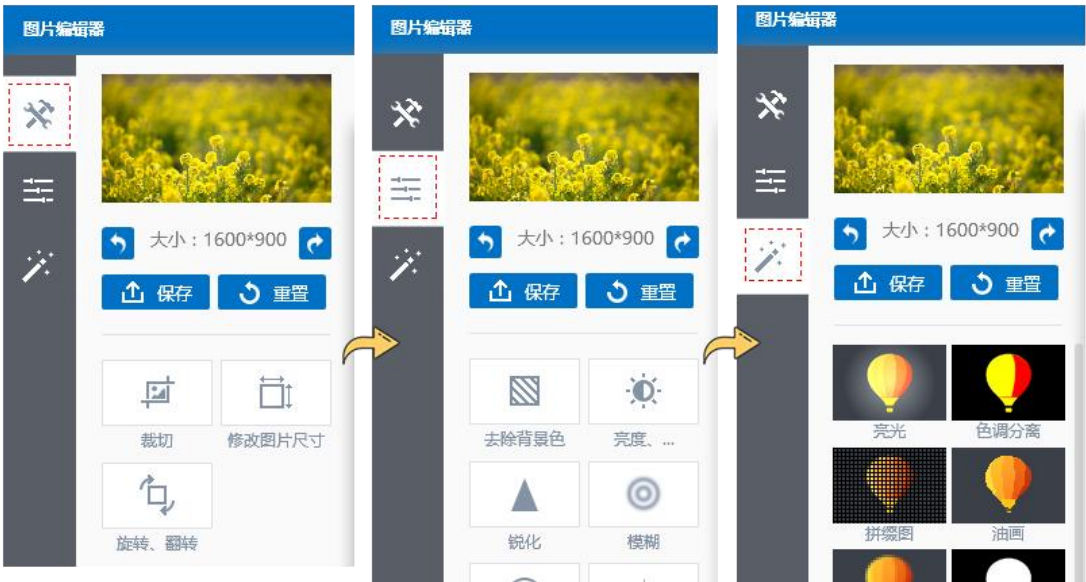 图片编辑器
大小：1600*900
保存
重置
裁切
修改图片尺寸
旋转、翻转
图片编辑器
大小：1600*900
保存
重置
去除背景色
亮度、...
锐化
模糊
图片编辑器
大小：1600*900
保存
重置
亮光
色调分离
拼缀图
油画